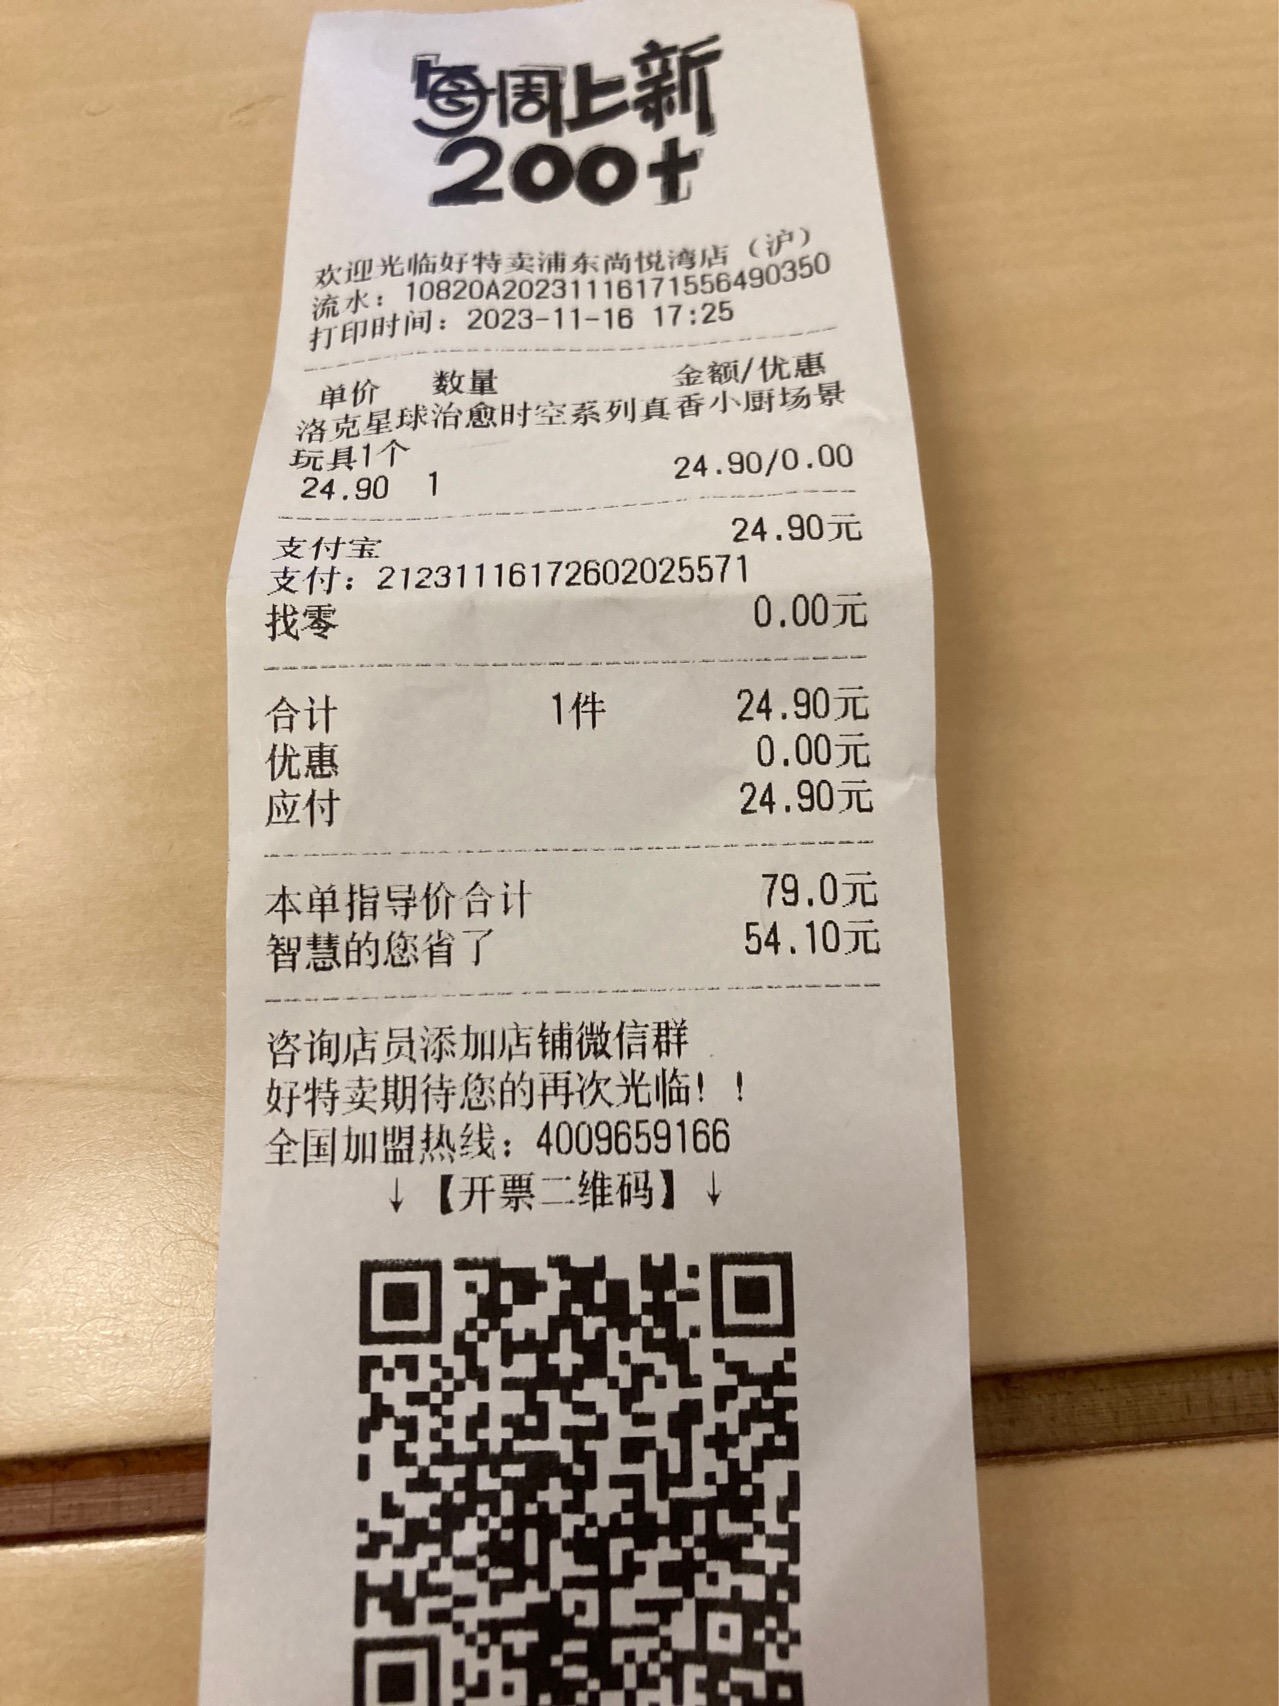 每周上新
200+
欢迎光临好特卖浦东尚悦湾店（沪）
流水：10820A20231116171556490350
打印时间：2023-11-16 17:25
单价 数量 金额/优惠
洛克星球治愈时空系列真香小厨场景
玩具1个
24.90 1 24.90/0.00
支付宝 24.90元
支付：21231116172602025571
找零 0.00元
合计 1件 24.90元
优惠 0.00元
应付 24.90元
本单指导价合计 79.0元
智慧的您省了 54.10元
咨询店员添加店铺微信群
好特卖期待您的再次光临！！
全国加盟热线：4009659166
↓【开票二维码】↓